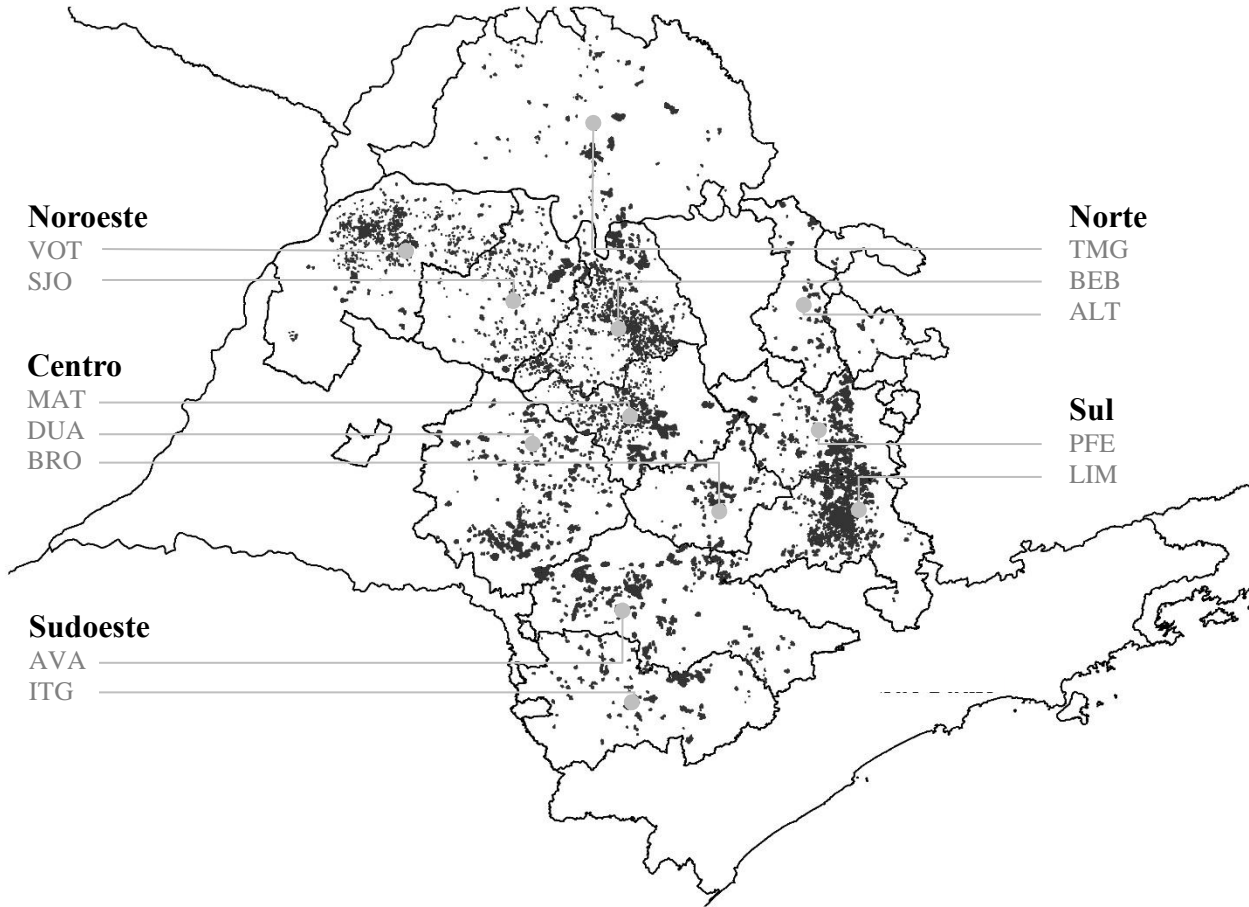 Noroeste
VOT
SJO
Centro
MAT
DUA
BRO
Sudoeste
AVA
ITG
Norte
TMG
BEB
ALT
Sul
PFE
LIM